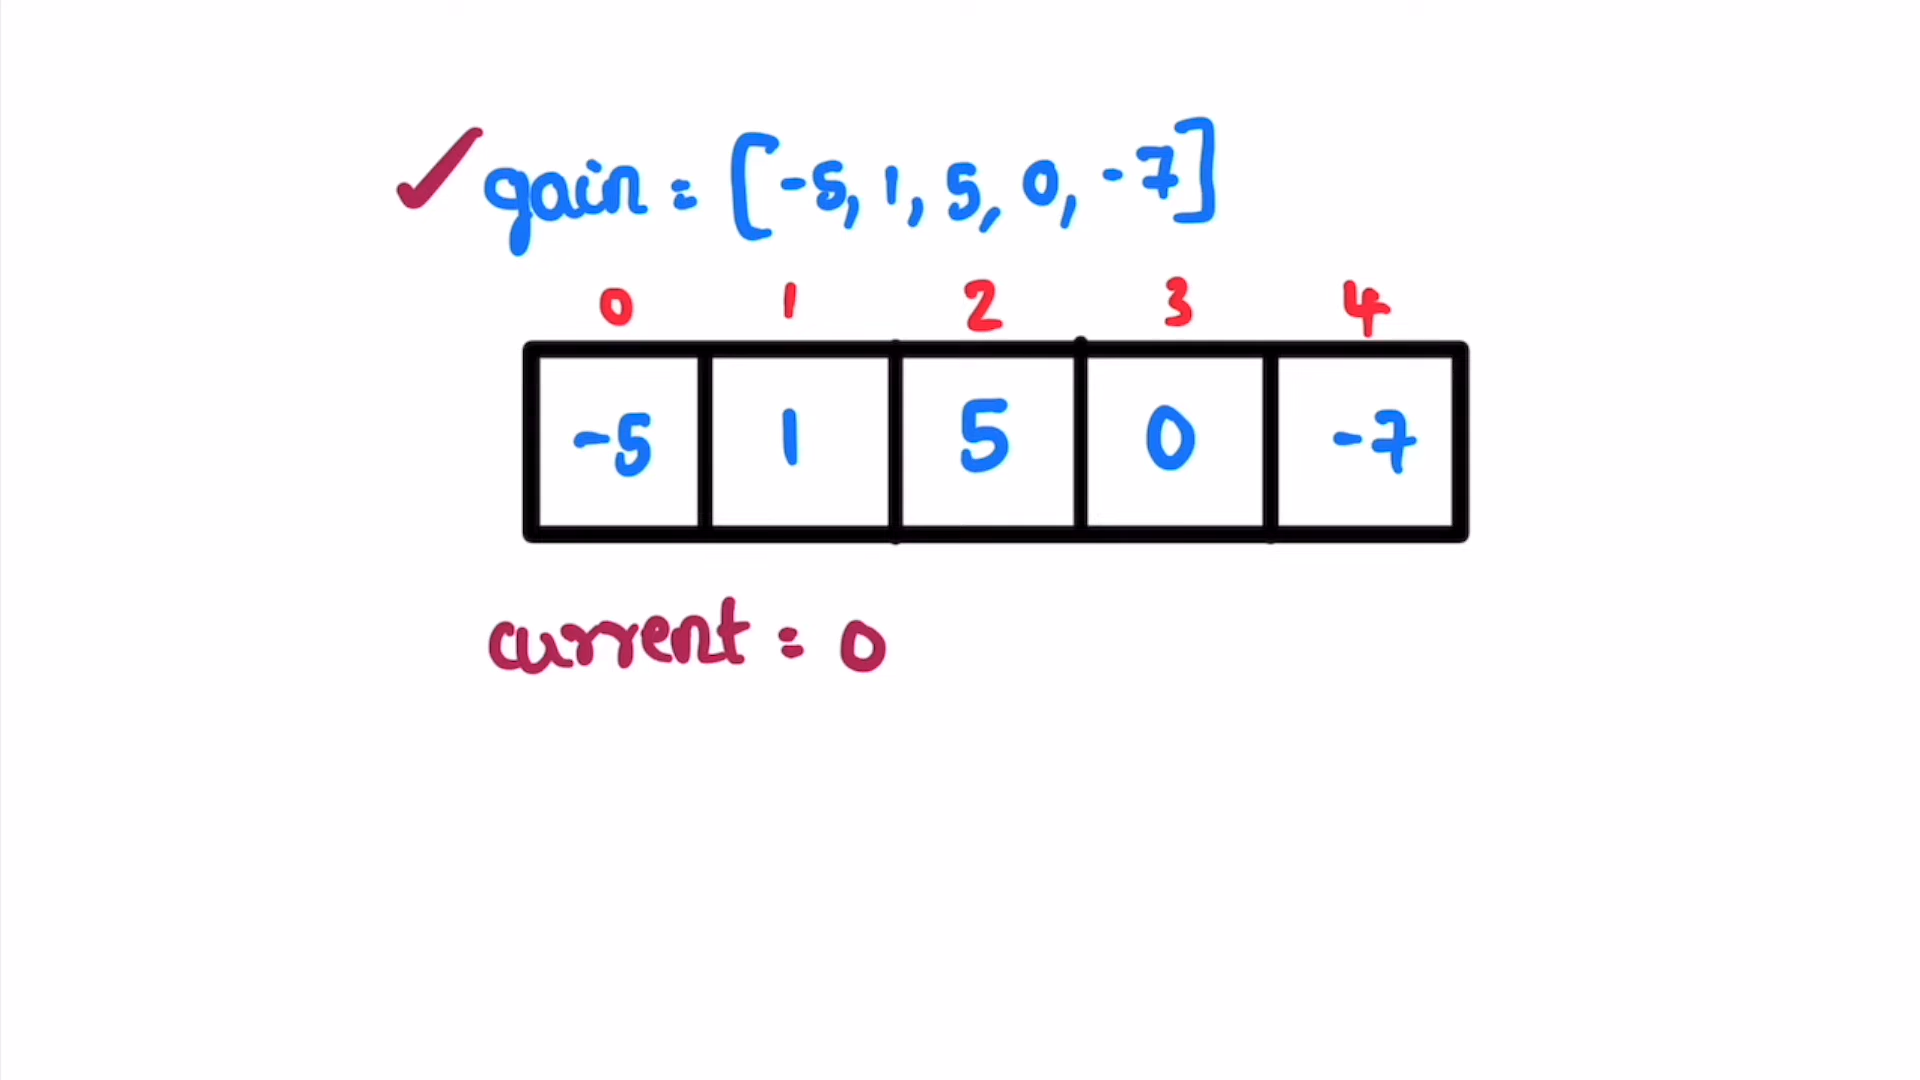 gain = [-5, 1, 5, 0, -7]
0 1 2 3 4
-5 1 5 0 -7
current = 0